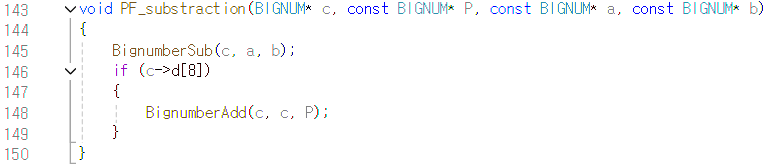 143 void PF_substraction(BIGNUM* c, const BIGNUM* P, const BIGNUM* a, const BIGNUM* b)
144 {
145     BignumberSub(c, a, b);
146     if (c->d[8])
147     {
148         BignumberAdd(c, c, P);
149     }
150 }